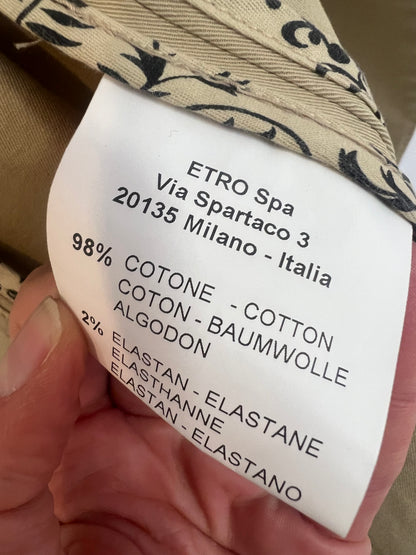 ETRO Spa
Via Spartaco 3
20135 Milano - Italia
98% COTONE - COTTON
COTON - BAUMWOLLE
ALGODON
2% ELASTAN - ELASTANE
ELASTHANNE
ELASTAN - ELASTANO